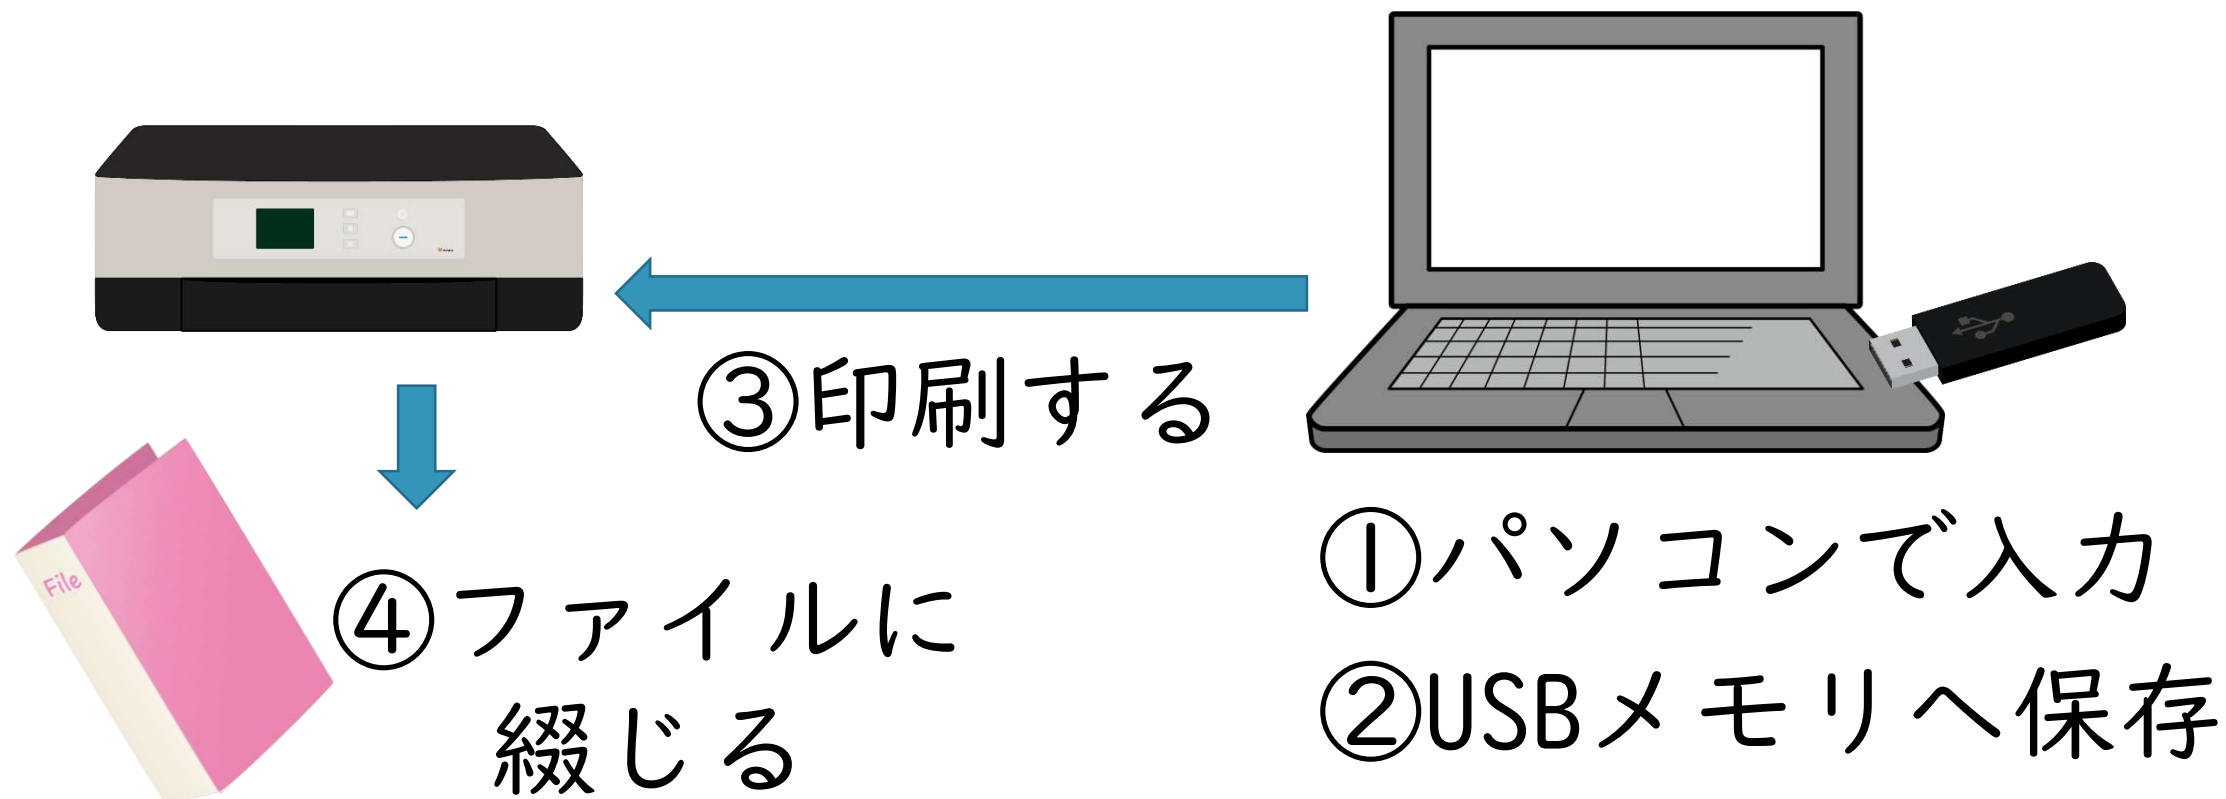 ①パソコンで入力
②USBメモリへ保存
③印刷する
④ファイルに
綴じる
File